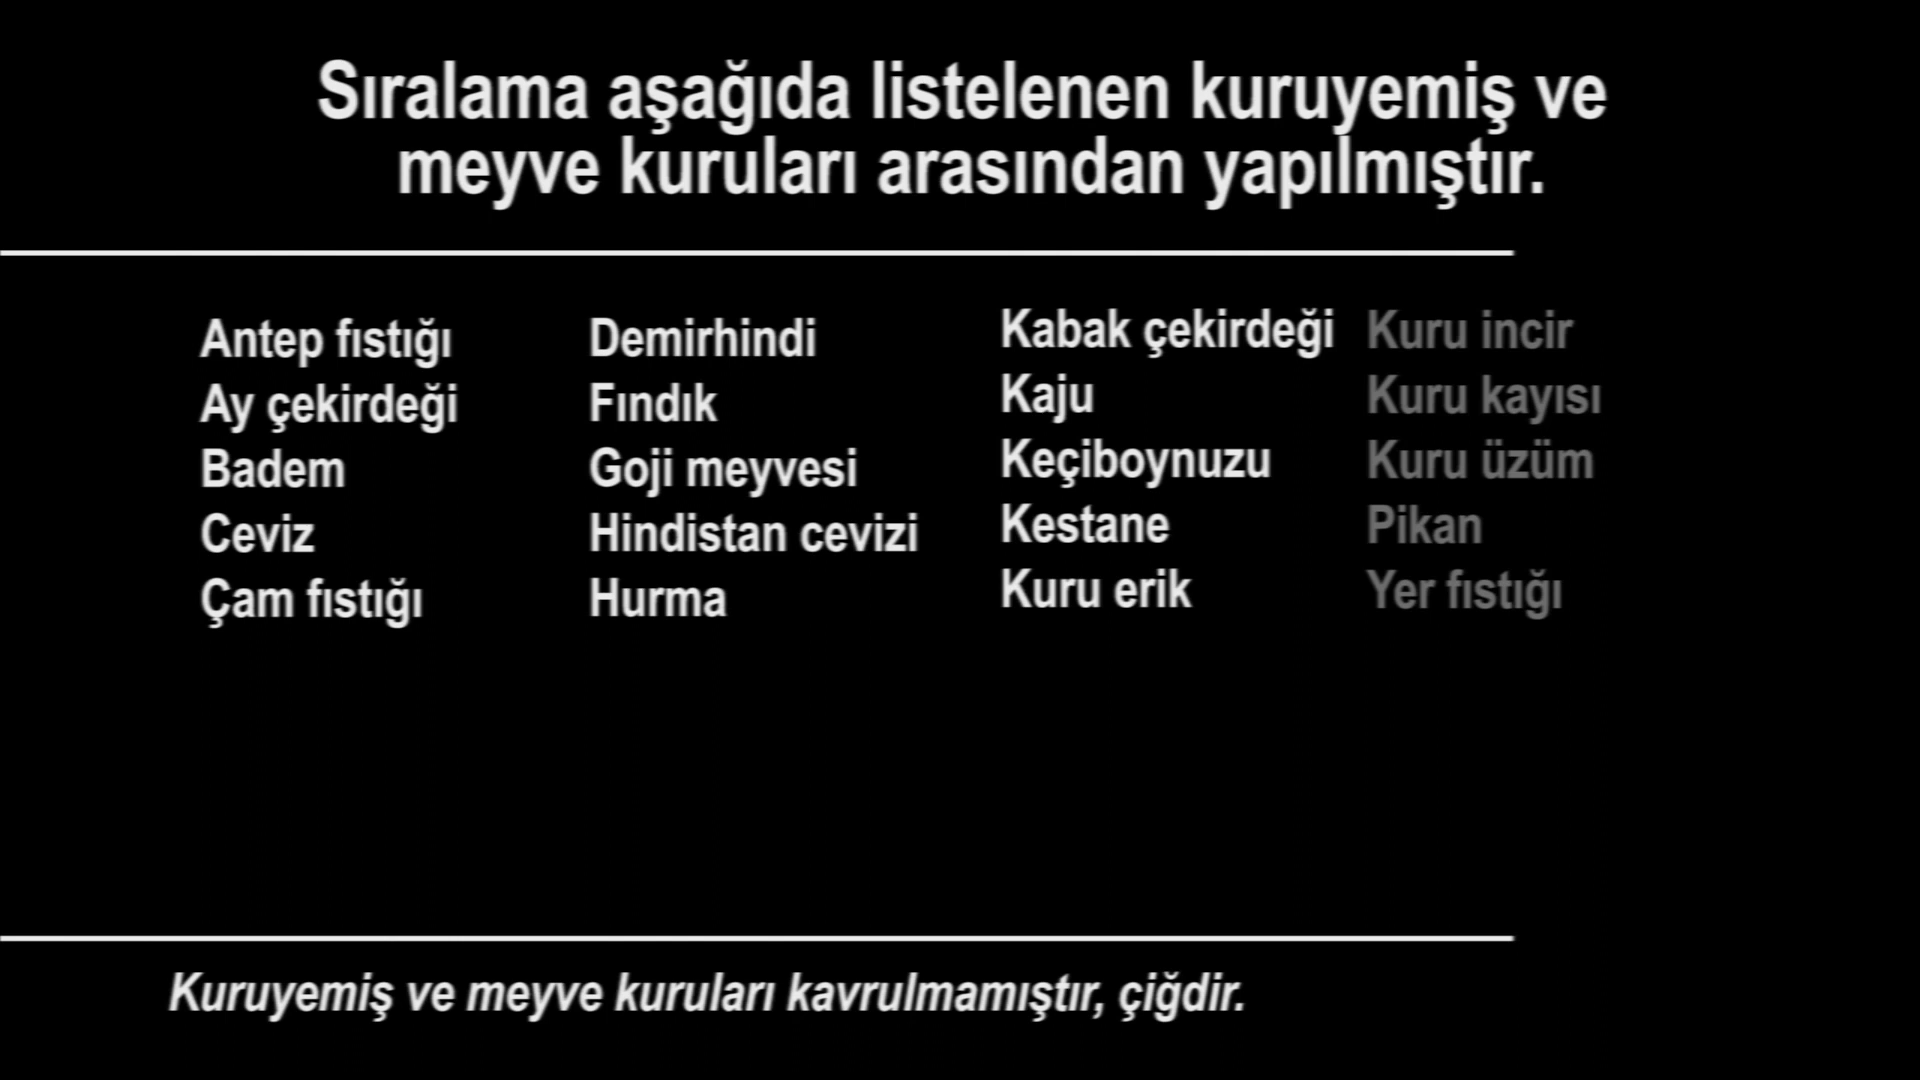 Sıralama aşağıda listelenen kuruyemiş ve
meyve kuruları arasından yapılmıştır.
Antep fıstığı
Ay çekirdeği
Badem
Ceviz
Çam fıstığı
Demirhindi
Fındık
Goji meyvesi
Hindistan cevizi
Hurma
Kabak çekirdeği
Kaju
Keçiboynuzu
Kestane
Kuru erik
Kuru incir
Kuru kayısı
Kuru üzüm
Pikan
Yer fıstığı
Kuruyemiş ve meyve kuruları kavrulmamıştır, çiğdir.